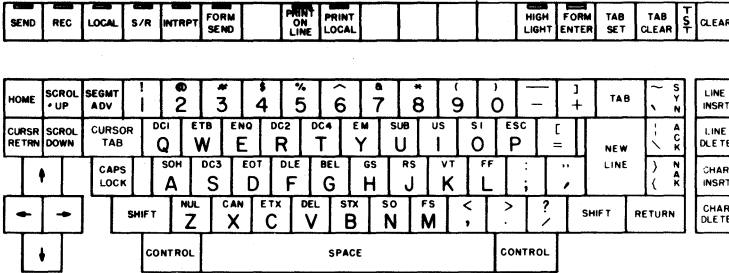 SEND REC LOCAL S/R INTRPT FORM SEND PRINT ON LINE PRINT LOCAL HIGH LIGHT FORM ENTER TAB SET TAB CLEAR TST CLEAR
HOME SCROL UP SEGMT ADV ! 1 @ 2 # 3 $ 4 % 5 ^ 6 & 7 * 8 ( 9 ) 0 — - ] + TAB ~ \ SYN LINE INSRT
CURSR RETRN SCROL DOWN CURSOR TAB DC1 Q ETB W ENQ E DC2 R DC4 T EM Y SUB U US I SI O ESC P [ = NEW LINE ¦ \ ACK LINE DLETE
↑ CAPS LOCK SOH A DC3 S EOT D DLE F BEL G GS H RS J VT K FF L : ; " ' } { NAK CHAR INSRT
← → SHIFT NUL Z CAN X ETX C DEL V STX B SO N FS M < , > . ? / SHIFT RETURN CHAR DLETE
↓ CONTROL SPACE CONTROL